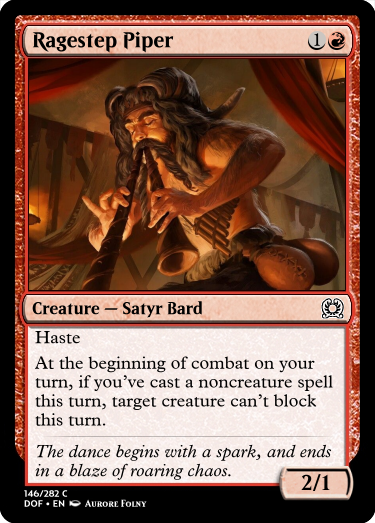 Ragestep Piper 1
Creature — Satyr Bard
Haste
At the beginning of combat on your
turn, if you've cast a noncreature spell
this turn, target creature can't block
this turn.
The dance begins with a spark, and ends
in a blaze of roaring chaos.
2/1
146/282 C
DOF • EN Aurore Folny